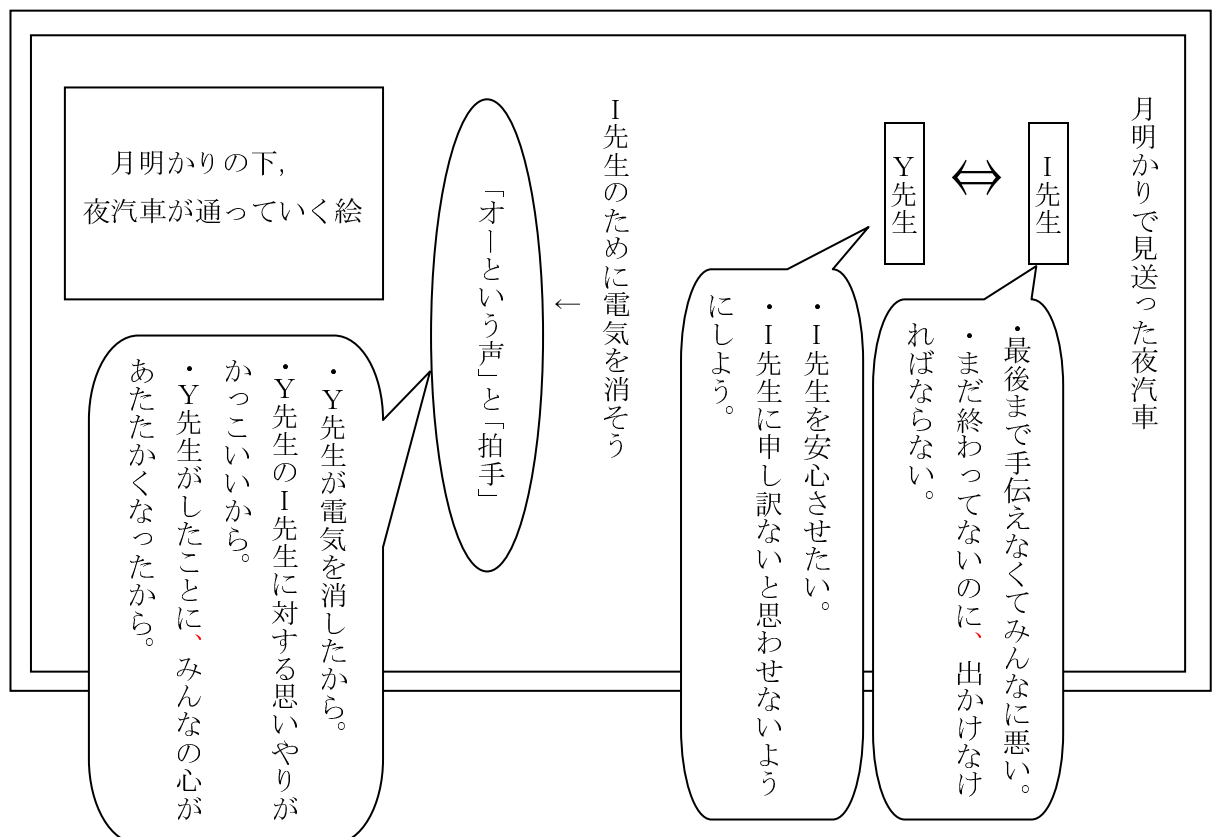 月明かりで見送った夜汽車
Ｉ先生
⇔
Ｙ先生
・最後まで手伝えなくてみんなに悪い。
・まだ終わってないのに、出かけなけ
ればならない。
・Ｉ先生を安心させたい。
・Ｉ先生に申し訳ないと思わせないよう
にしよう。
Ｉ先生のために電気を消そう
←
「オーという声」と「拍手」
・Ｙ先生が電気を消したから。
・Ｙ先生のＩ先生に対する思いやりが
かっこいいから。
・Ｙ先生がしたことに、みんなの心が
あたたかくなったから。
月明かりの下，
夜汽車が通っていく絵